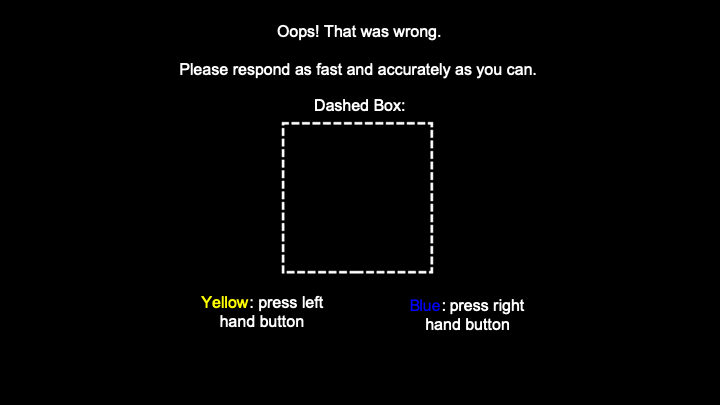 Oops! That was wrong.
Please respond as fast and accurately as you can.
Dashed Box:
Yellow: press left
hand button
Blue: press right
hand button